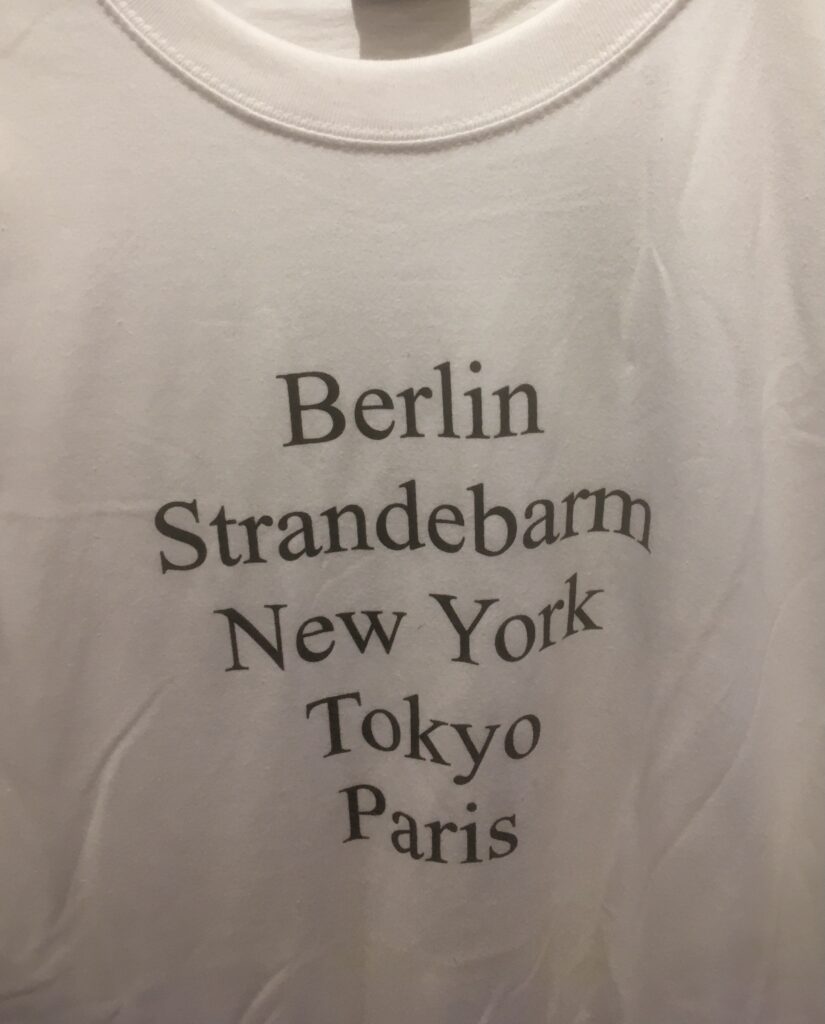 Berlin
Strandebarm
New York
Tokyo
Paris